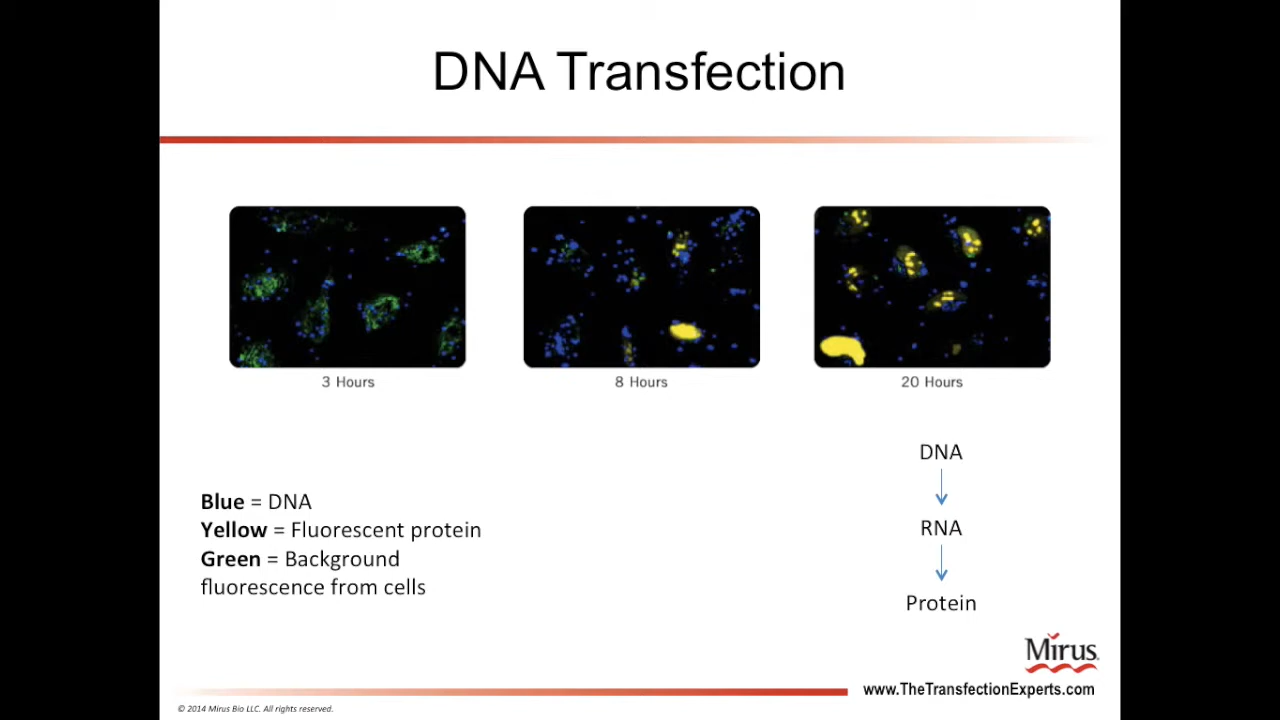 DNA Transfection
3 Hours
8 Hours
20 Hours
Blue = DNA
Yellow = Fluorescent protein
Green = Background
fluorescence from cells
DNA
RNA
Protein
Mirus.
www.TheTransfectionExperts.com
© 2014 Mirus Bio LLC. All rights reserved.